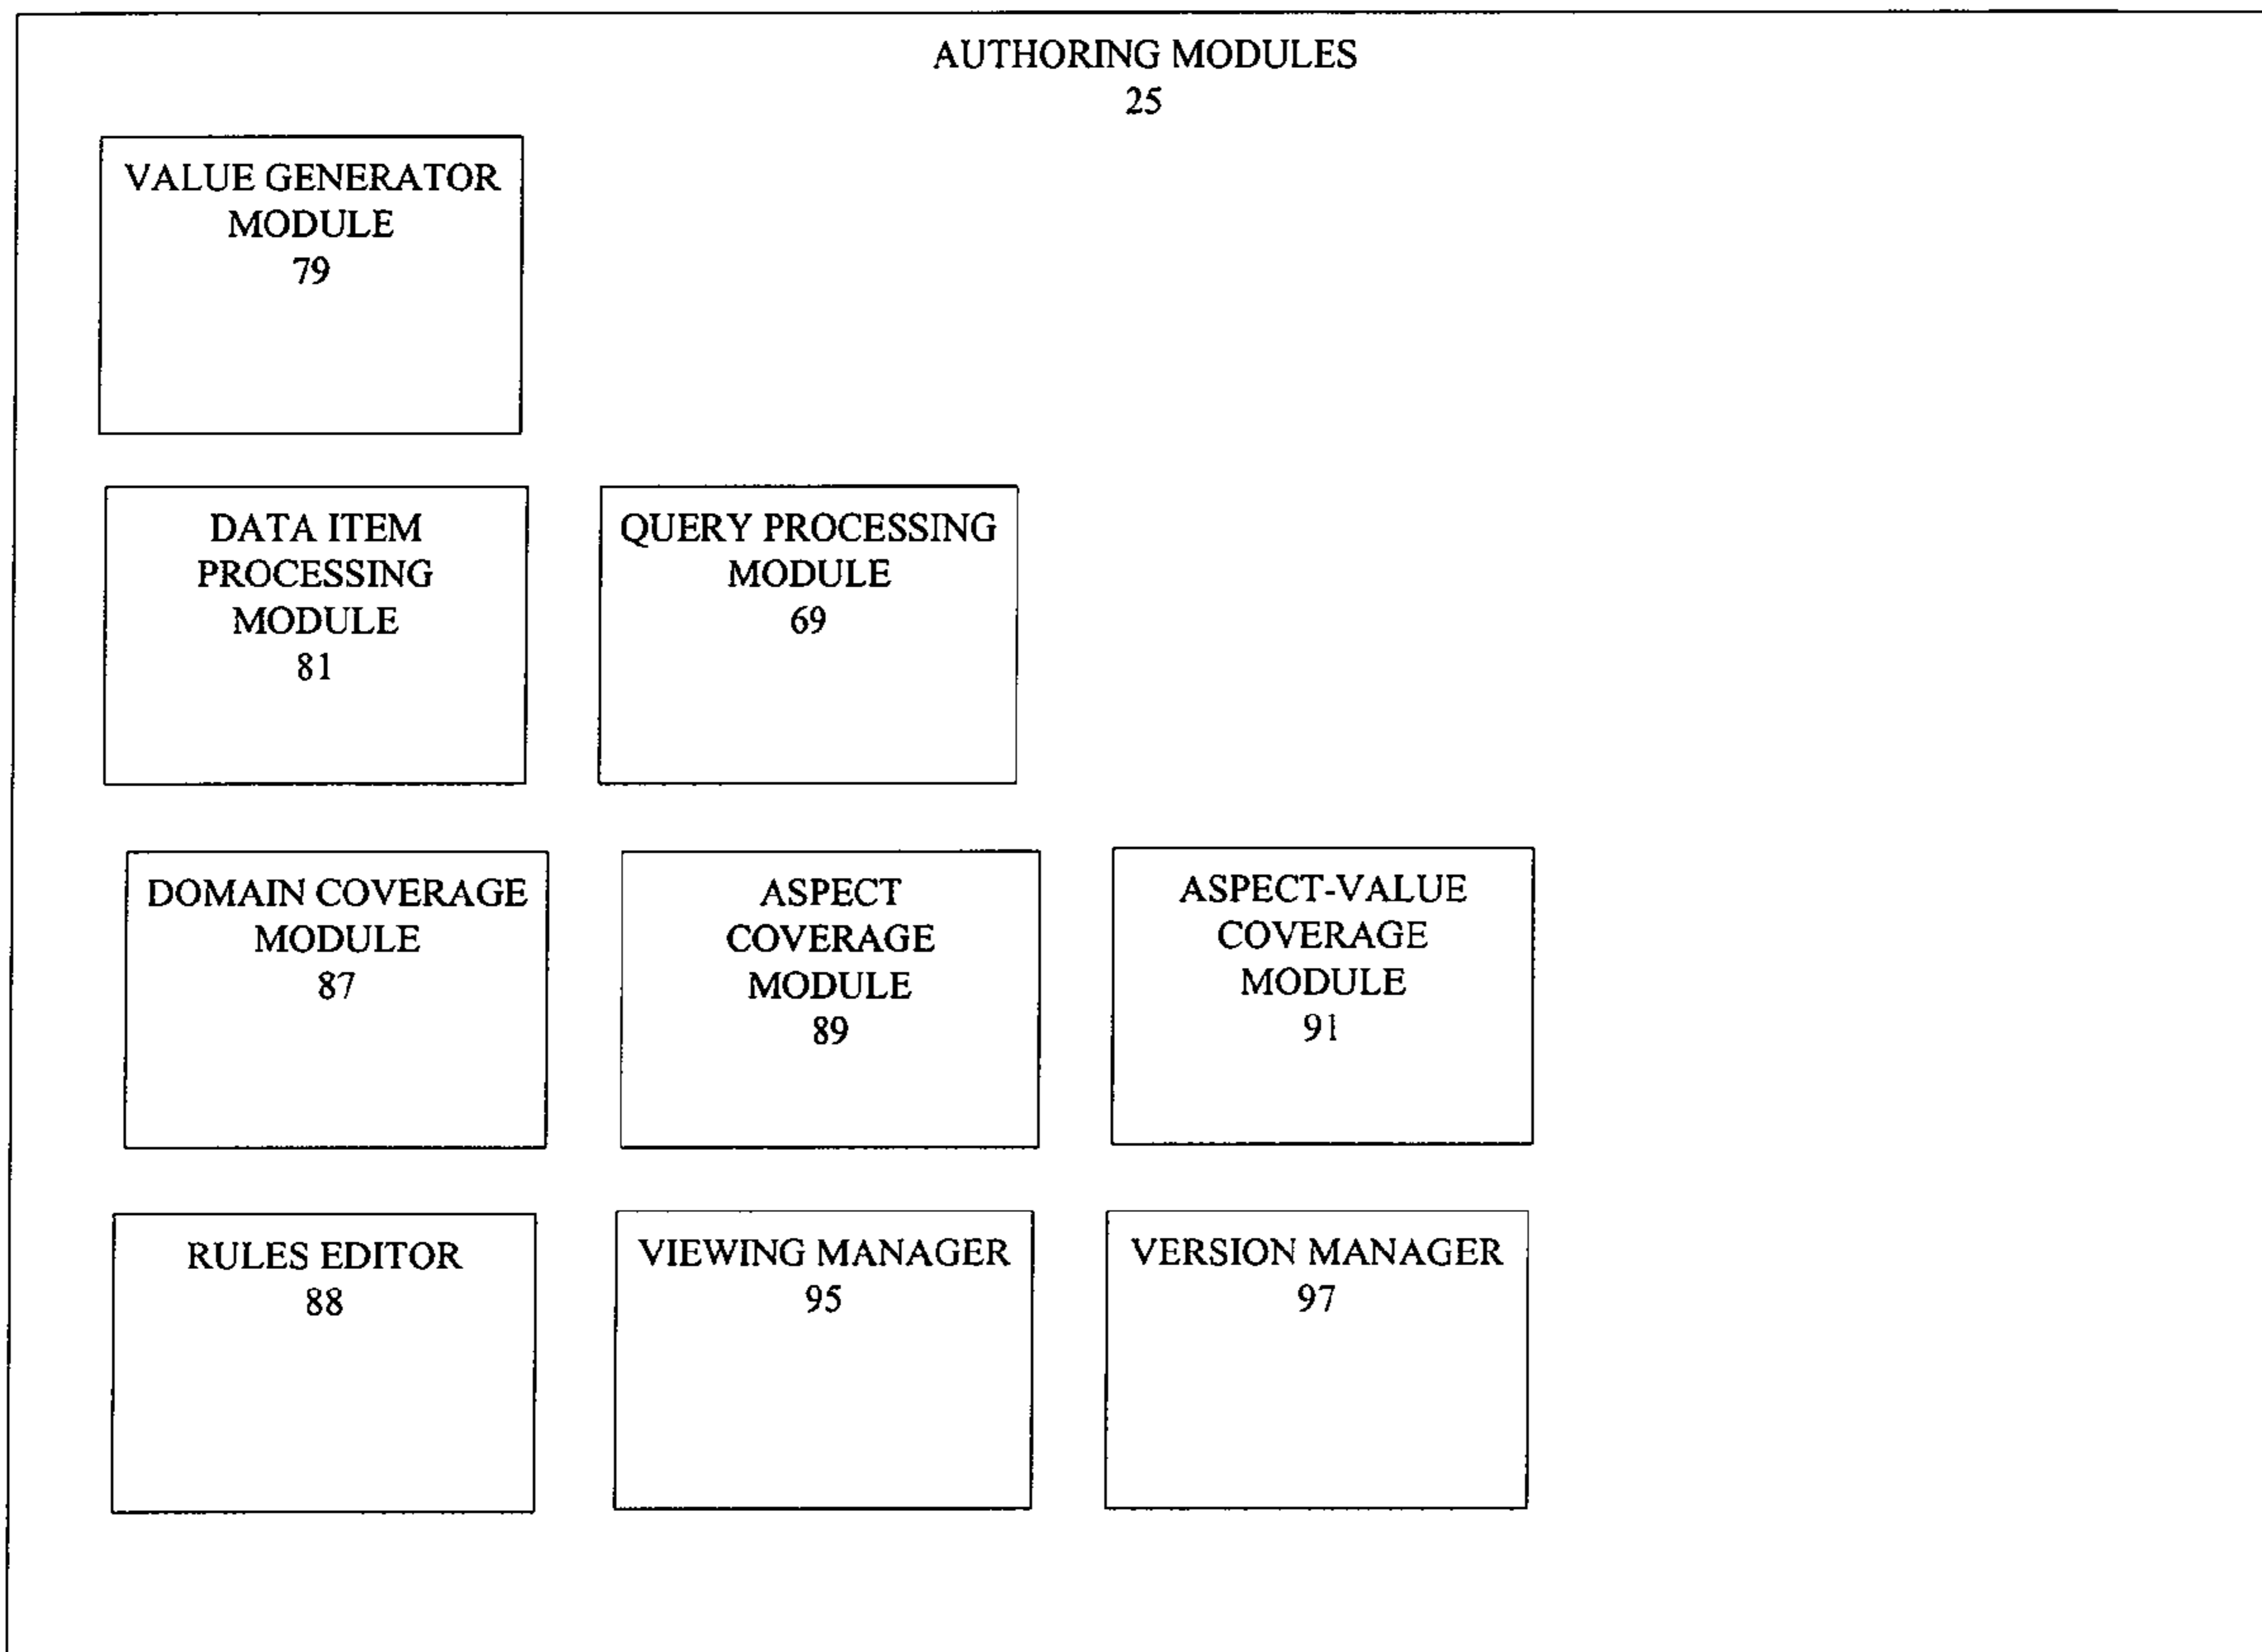 AUTHORING MODULES
25
VALUE GENERATOR
MODULE
79
DATA ITEM
PROCESSING
MODULE
81
QUERY PROCESSING
MODULE
69
DOMAIN COVERAGE
MODULE
87
ASPECT
COVERAGE
MODULE
89
ASPECT-VALUE
COVERAGE
MODULE
91
RULES EDITOR
88
VIEWING MANAGER
95
VERSION MANAGER
97